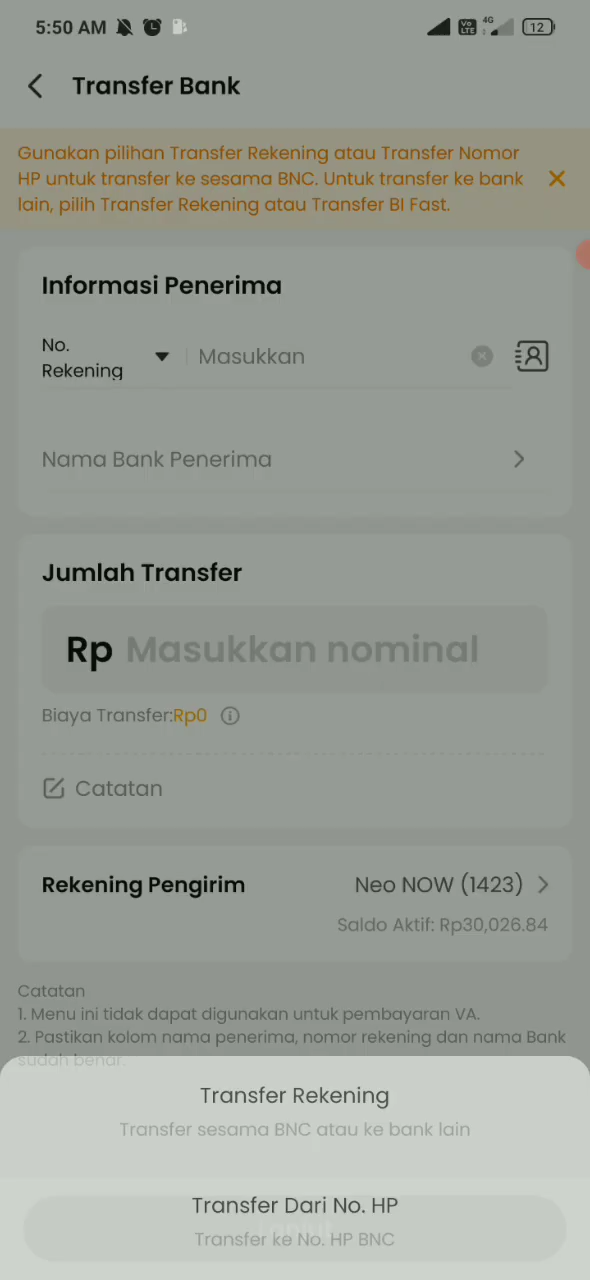 5:50 AM
Vo LTE
4G
12
Transfer Bank
Gunakan pilihan Transfer Rekening atau Transfer Nomor
HP untuk transfer ke sesama BNC. Untuk transfer ke bank
lain, pilih Transfer Rekening atau Transfer BI Fast.
Informasi Penerima
No.
Rekening
Masukkan
Nama Bank Penerima
Jumlah Transfer
Rp Masukkan nominal
Biaya Transfer:Rp0
Catatan
Rekening Pengirim
Neo NOW (1423)
Saldo Aktif: Rp30,026.84
Catatan
1. Menu ini tidak dapat digunakan untuk pembayaran VA.
2. Pastikan kolom nama penerima, nomor rekening dan nama Bank
sudah benar.
Transfer Rekening
Transfer sesama BNC atau ke bank lain
Transfer Dari No. HP
Transfer ke No. HP BNC